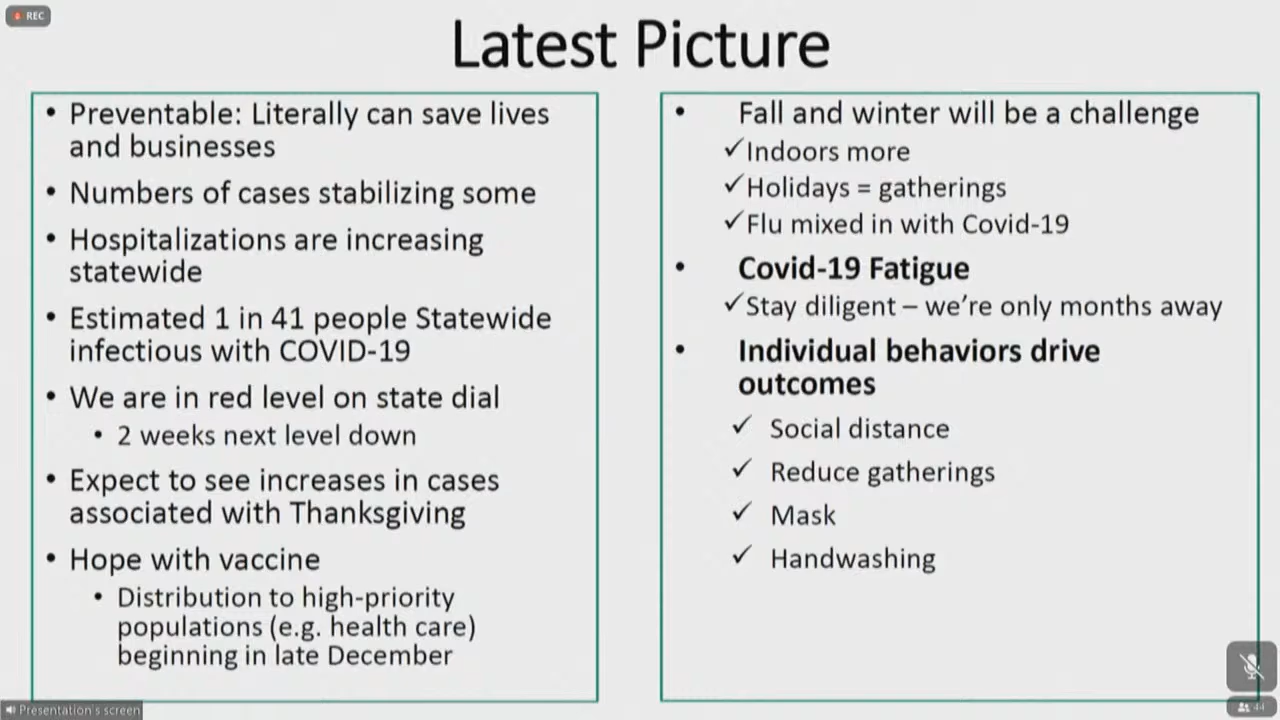 REC
Latest Picture
• Preventable: Literally can save lives
and businesses
• Numbers of cases stabilizing some
• Hospitalizations are increasing
statewide
• Estimated 1 in 41 people Statewide
infectious with COVID-19
• We are in red level on state dial
• 2 weeks next level down
• Expect to see increases in cases
associated with Thanksgiving
• Hope with vaccine
• Distribution to high-priority
populations (e.g. health care)
beginning in late December
• Fall and winter will be a challenge
✓Indoors more
✓Holidays = gatherings
✓Flu mixed in with Covid-19
• Covid-19 Fatigue
✓Stay diligent – we’re only months away
• Individual behaviors drive
outcomes
✓ Social distance
✓ Reduce gatherings
✓ Mask
✓ Handwashing
Presentation's screen
44